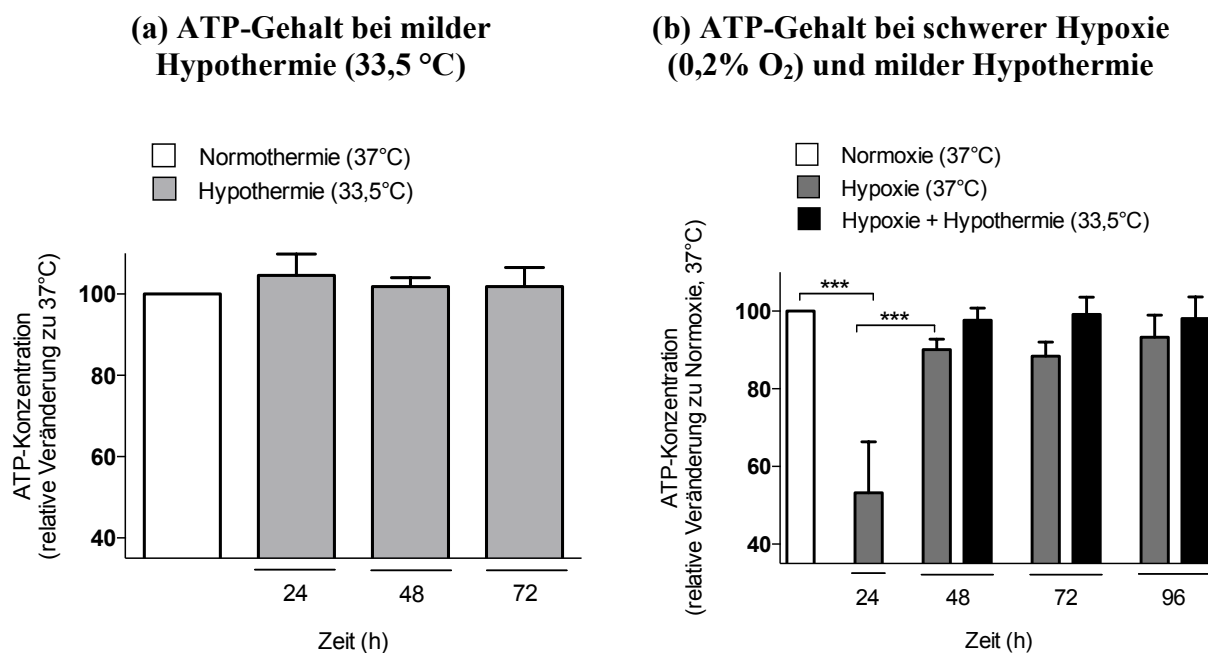 (a) ATP-Gehalt bei milder
Hypothermie (33,5 °C)
Normothermie (37°C)
Hypothermie (33,5°C)
ATP-Konzentration
(relative Veränderung zu 37°C)
100
80
60
40
24
48
72
Zeit (h)
(b) ATP-Gehalt bei schwerer Hypoxie
(0,2% O₂) und milder Hypothermie
Normoxie (37°C)
Hypoxie (37°C)
Hypoxie + Hypothermie (33,5°C)
ATP-Konzentration
(relative Veränderung zu Normoxie, 37°C)
100
80
60
40
***
***
24
48
72
96
Zeit (h)